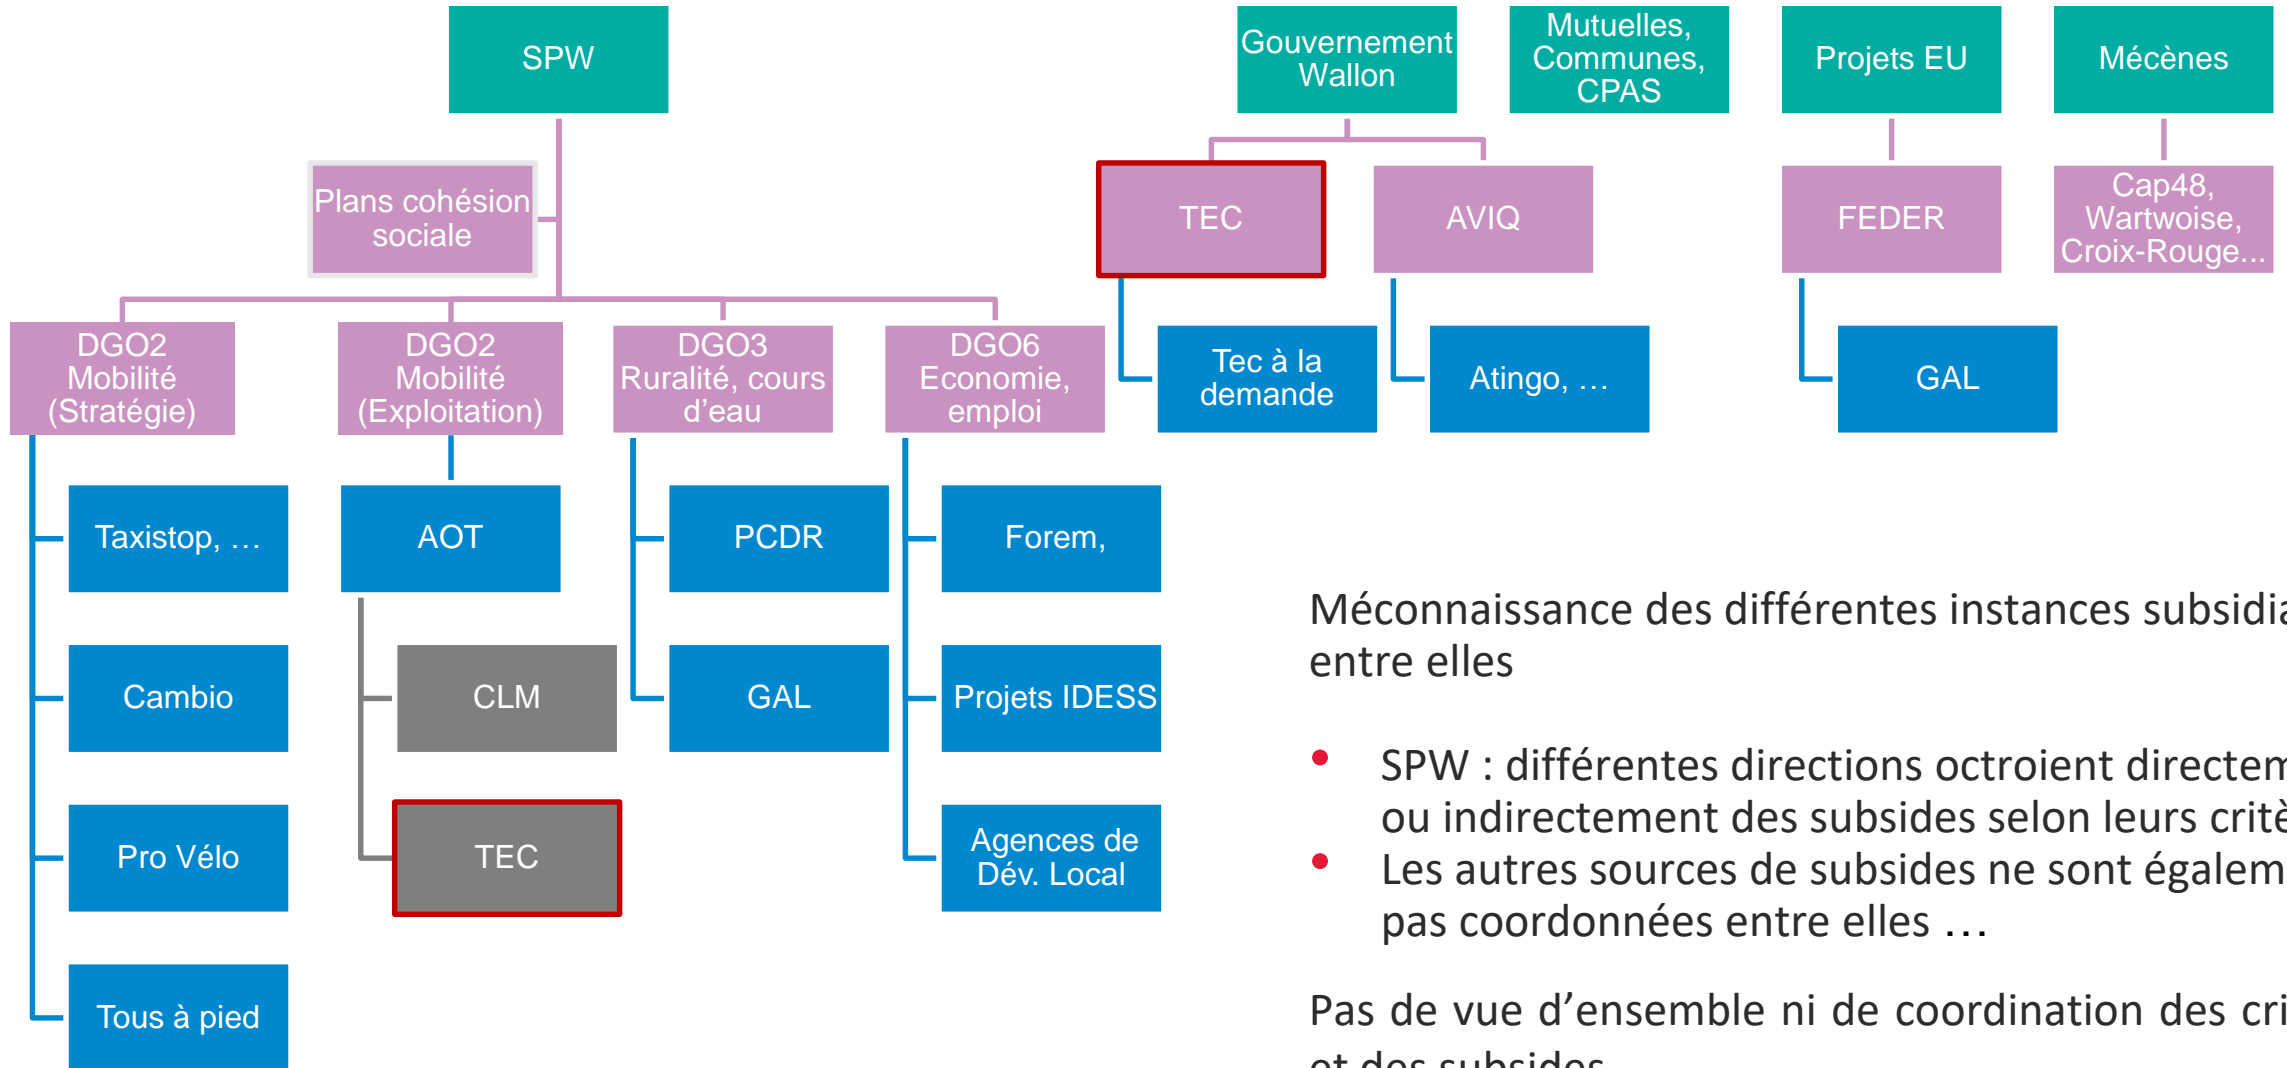 SPW
Gouvernement
Wallon
Mutuelles,
Communes,
CPAS
Projets EU
Mécènes
Plans cohésion
sociale
TEC
AVIQ
FEDER
Cap48,
Wartwoise,
Croix-Rouge...
DGO2
Mobilité
(Stratégie)
DGO2
Mobilité
(Exploitation)
DGO3
Ruralité, cours
d’eau
DGO6
Economie,
emploi
Tec à la
demande
Atingo, …
GAL
Taxistop, …
AOT
PCDR
Forem,
Cambio
CLM
GAL
Projets IDESS
Pro Vélo
TEC
Agences de
Dév. Local
Tous à pied
Méconnaissance des différentes instances subsidia
entre elles
• SPW : différentes directions octroient directem
ou indirectement des subsides selon leurs critè
• Les autres sources de subsides ne sont égalem
pas coordonnées entre elles …
Pas de vue d’ensemble ni de coordination des cri
et des subsides